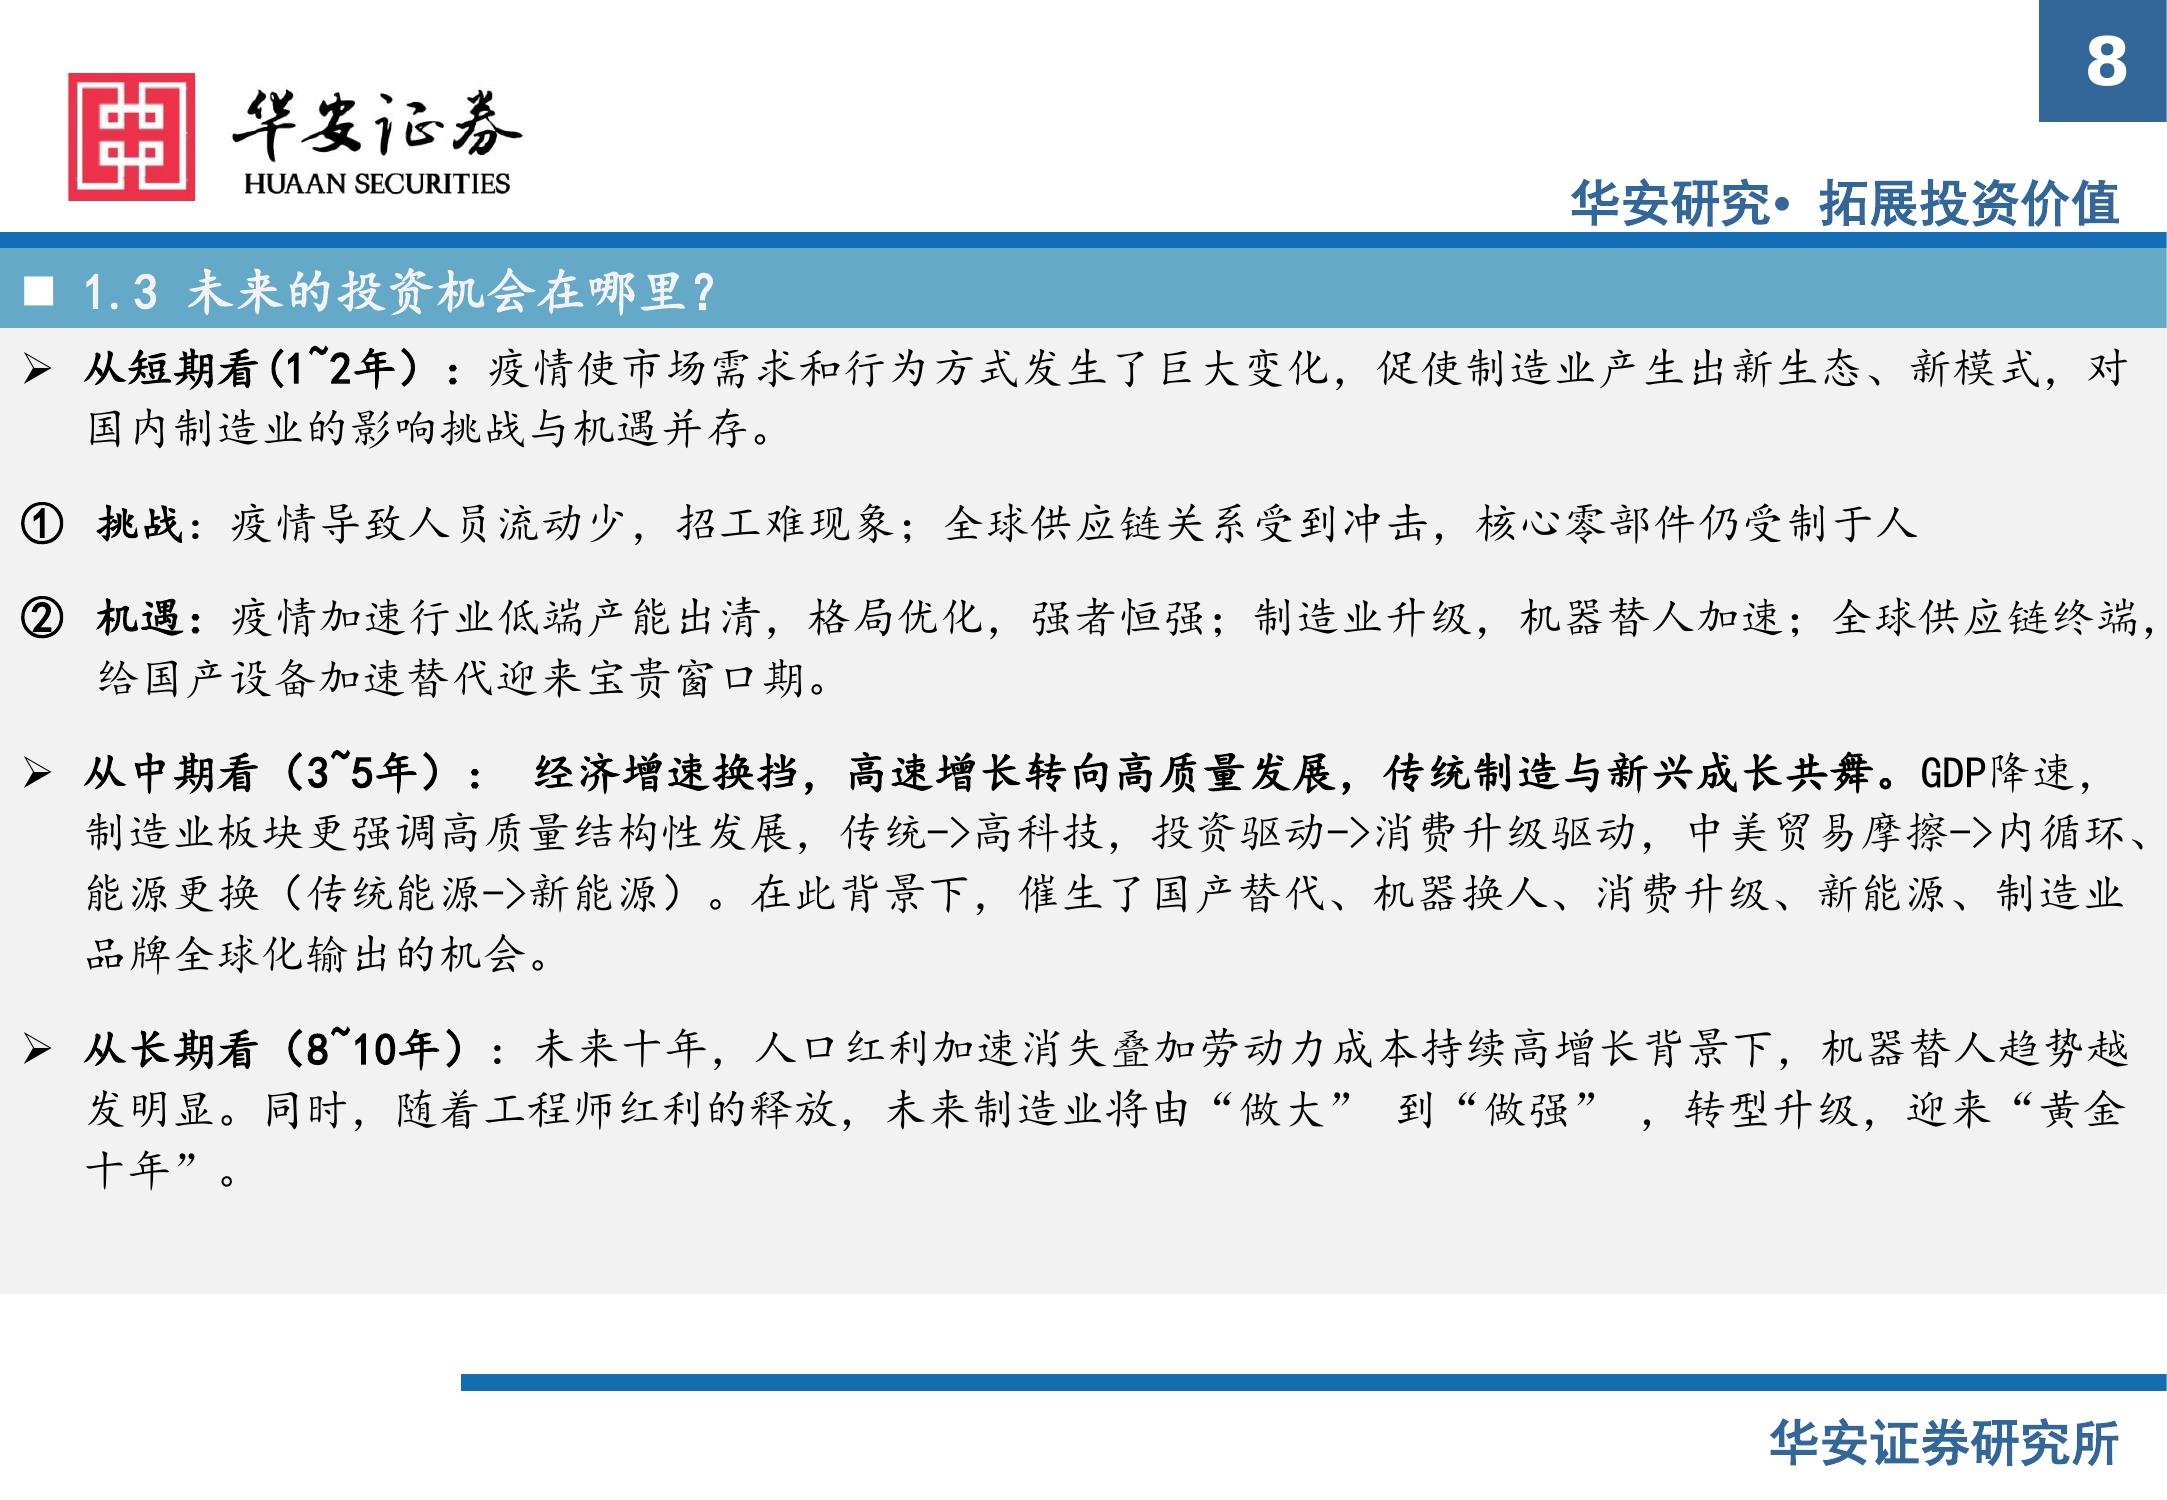 8
华安证券
HUAAN SECURITIES
华安研究• 拓展投资价值
1.3 未来的投资机会在哪里?
从短期看(1~2年）：疫情使市场需求和行为方式发生了巨大变化，促使制造业产生出新生态、新模式，对
国内制造业的影响挑战与机遇并存。
① 挑战：疫情导致人员流动少，招工难现象；全球供应链关系受到冲击，核心零部件仍受制于人
② 机遇：疫情加速行业低端产能出清，格局优化，强者恒强；制造业升级，机器替人加速；全球供应链终端，
给国产设备加速替代迎来宝贵窗口期。
从中期看（3~5年）： 经济增速换挡，高速增长转向高质量发展，传统制造与新兴成长共舞。GDP降速，
制造业板块更强调高质量结构性发展，传统->高科技，投资驱动->消费升级驱动，中美贸易摩擦->内循环、
能源更换（传统能源->新能源）。在此背景下，催生了国产替代、机器换人、消费升级、新能源、制造业
品牌全球化输出的机会。
从长期看（8~10年）：未来十年，人口红利加速消失叠加劳动力成本持续高增长背景下，机器替人趋势越
发明显。同时，随着工程师红利的释放，未来制造业将由“做大” 到“做强” ，转型升级，迎来“黄金
十年”。
华安证券研究所